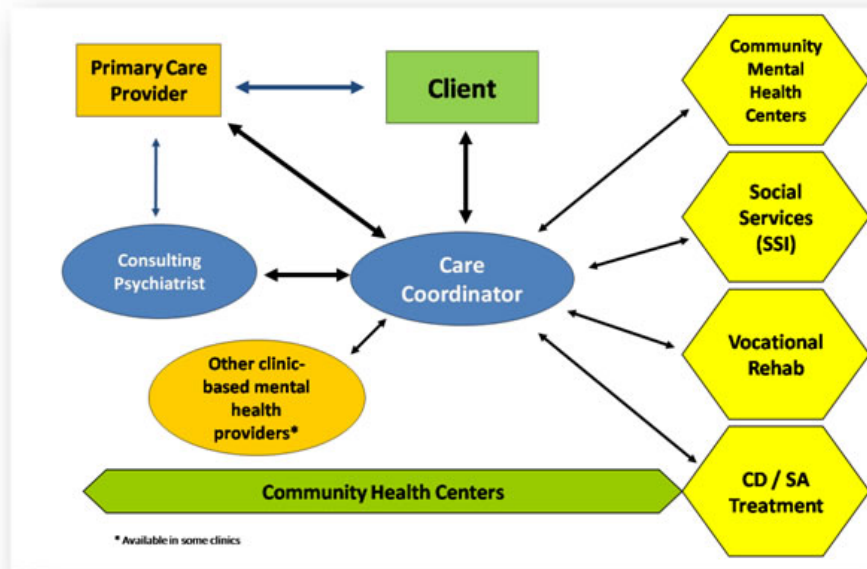 Primary Care
Provider
Client
Community
Mental
Health
Centers
Social
Services
(SSI)
Consulting
Psychiatrist
Care
Coordinator
Vocational
Rehab
Other clinic-
based mental
health
providers*
CD / SA
Treatment
Community Health Centers
* Available in some clinics